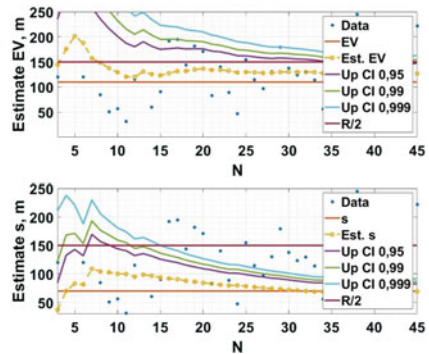 Estimate EV, m
250
200
150
100
50
5 10 15 20 25 30 35 40 45
N
Data
EV
Est. EV
Up CI 0,95
Up CI 0,99
Up CI 0,999
R/2
Estimate s, m
250
200
150
100
50
5 10 15 20 25 30 35 40 45
N
Data
s
Est. s
Up CI 0,95
Up CI 0,99
Up CI 0,999
R/2